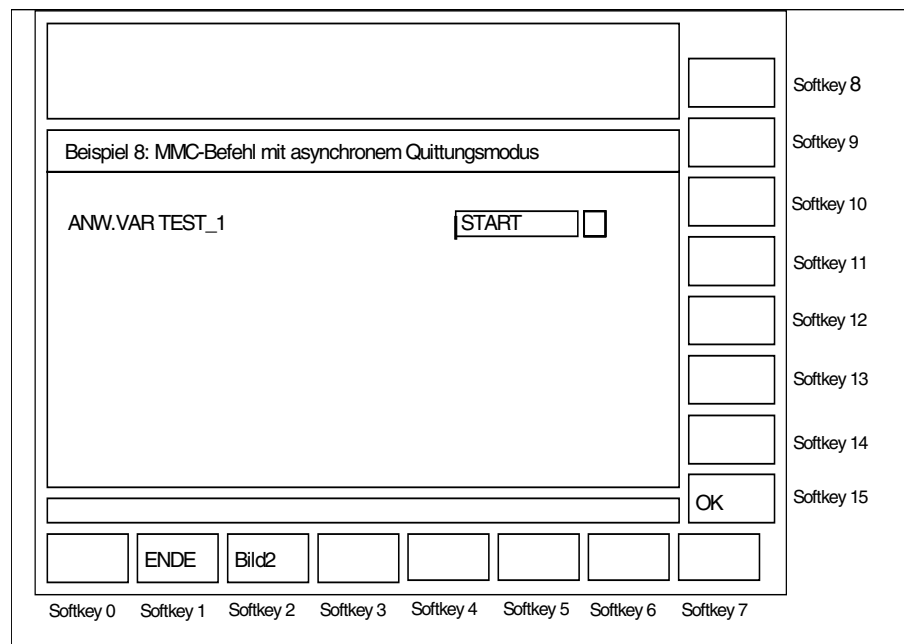 Softkey 8
Beispiel 8: MMC-Befehl mit asynchronem Quittungsmodus
Softkey 9
ANW.VAR TEST_1 START
Softkey 10
Softkey 11
Softkey 12
Softkey 13
Softkey 14
OK
Softkey 15
ENDE Bild2
Softkey 0 Softkey 1 Softkey 2 Softkey 3 Softkey 4 Softkey 5 Softkey 6 Softkey 7